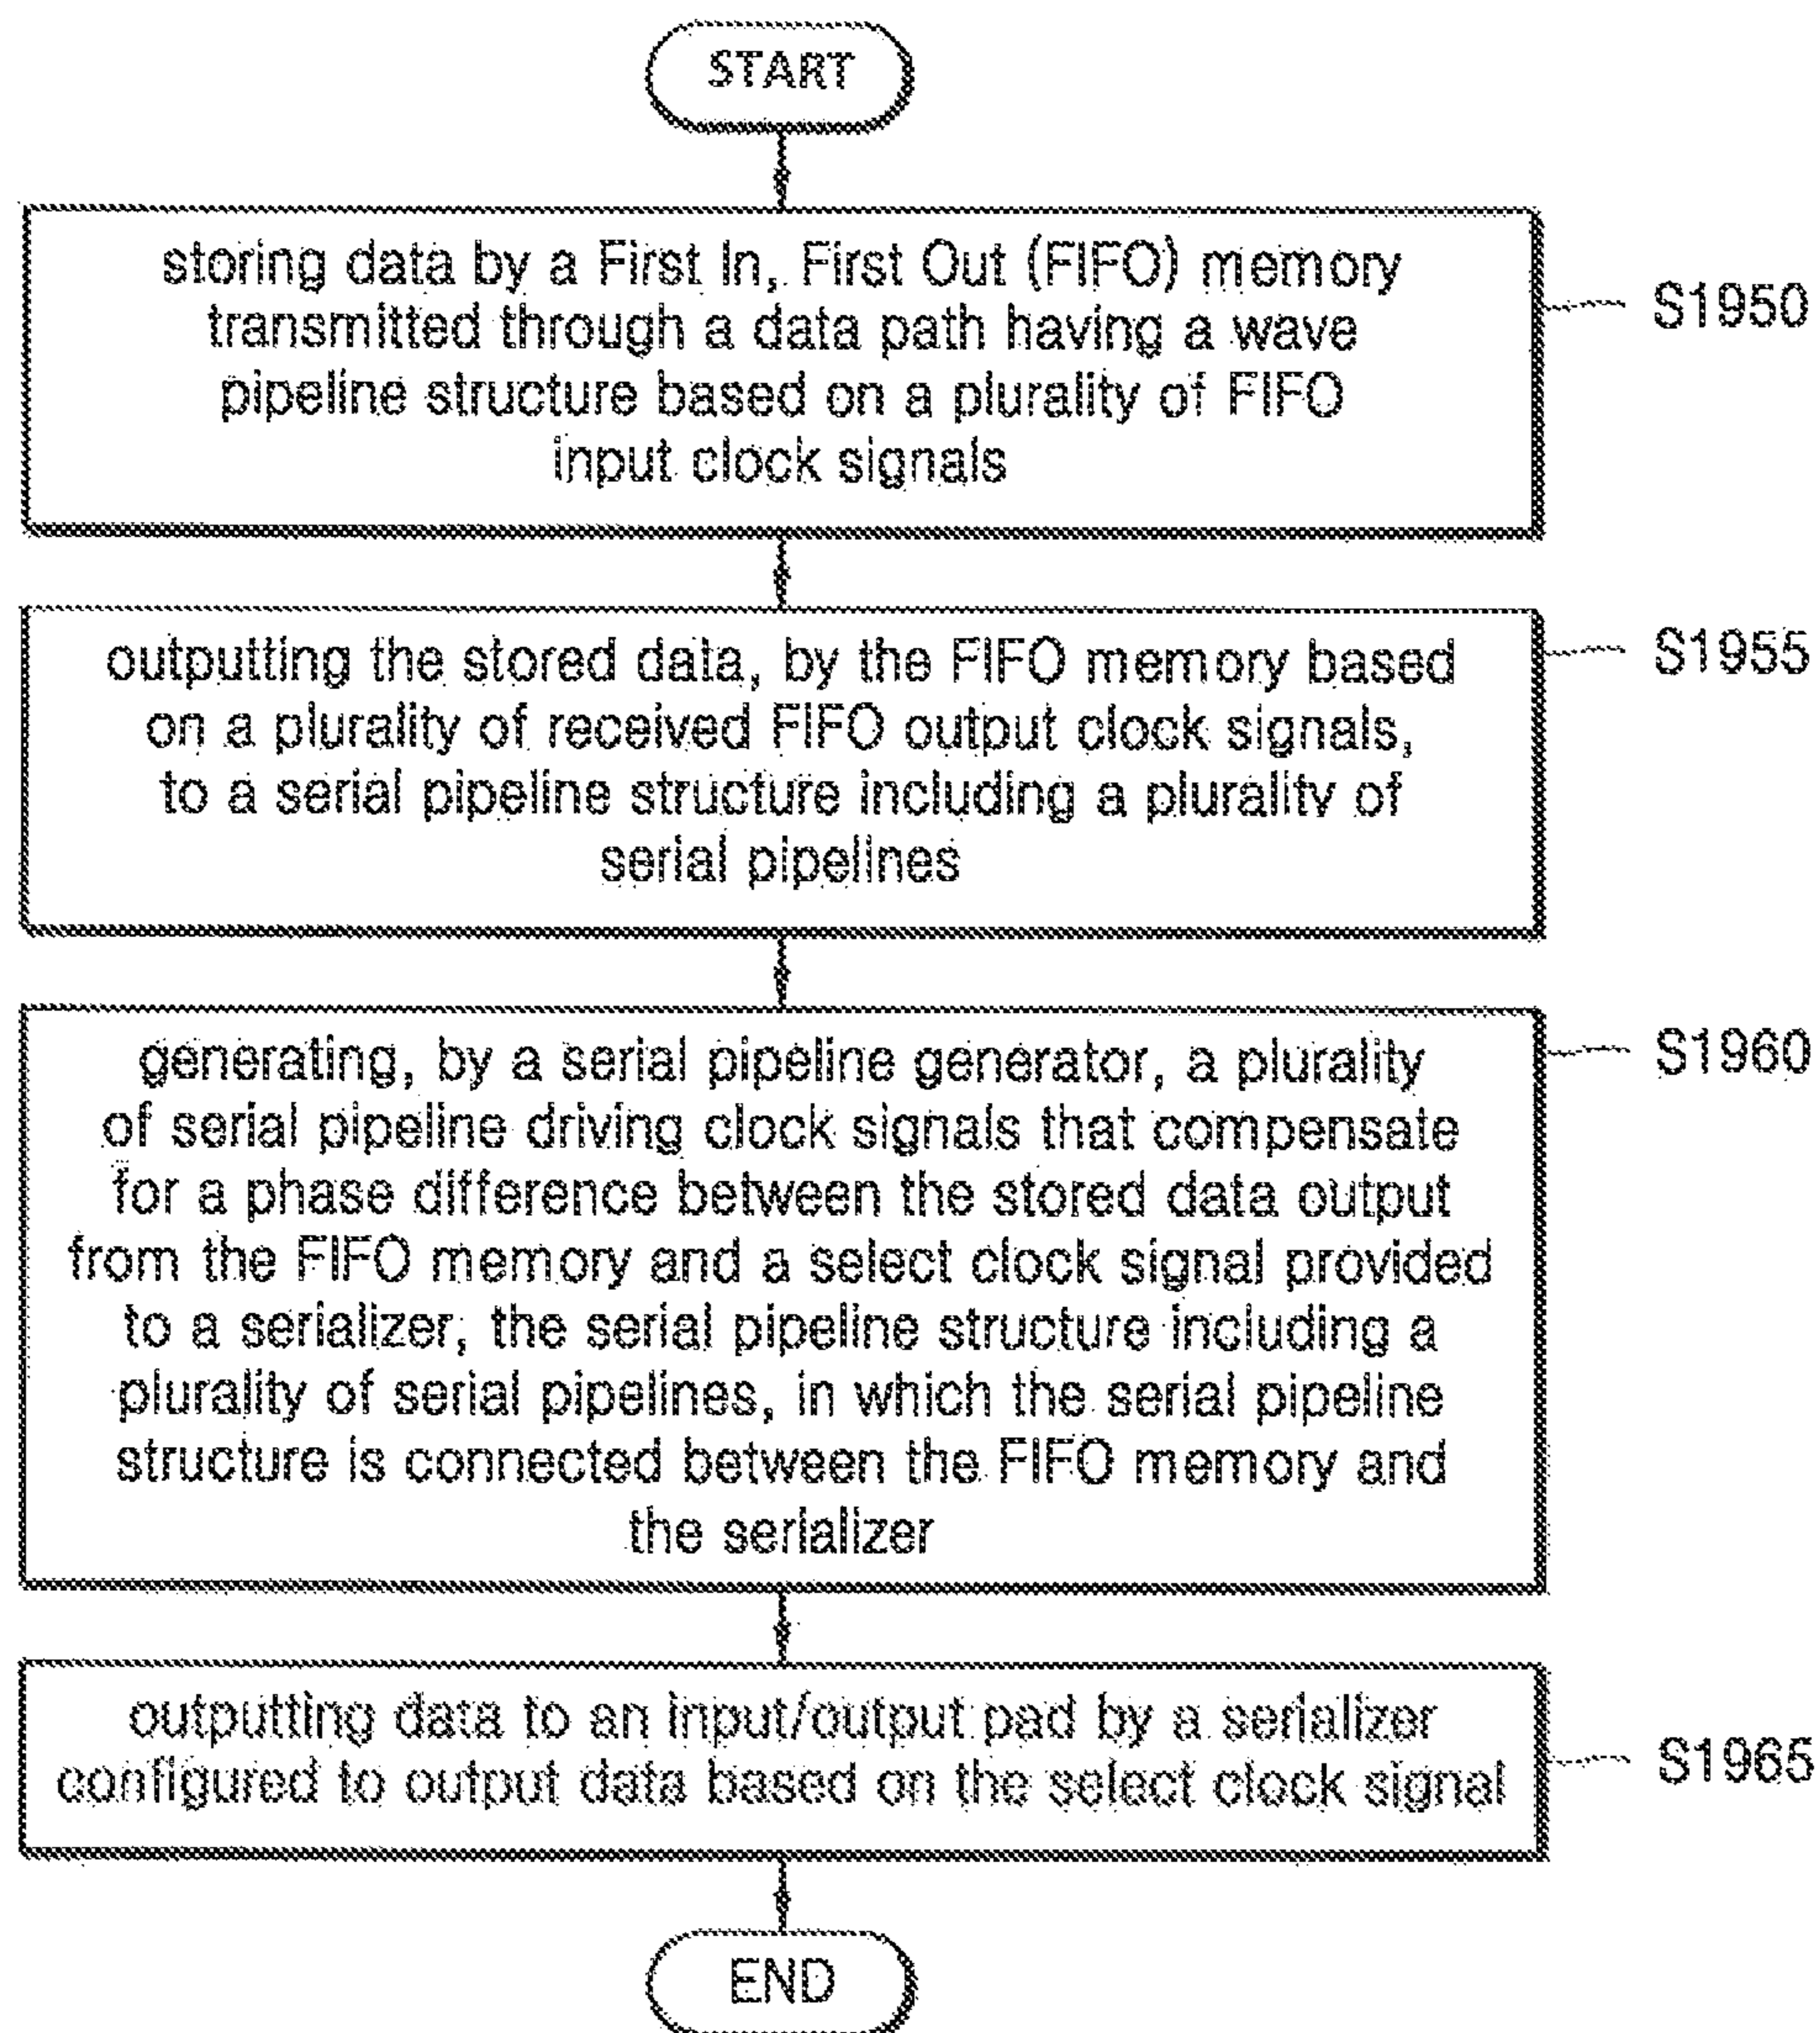 START
storing data by a First In, First Out (FIFO) memory
transmitted through a data path having a wave
pipeline structure based on a plurality of FIFO
input clock signals
S1950
outputting the stored data, by the FIFO memory based
on a plurality of received FIFO output clock signals,
to a serial pipeline structure including a plurality of
serial pipelines
S1955
generating, by a serial pipeline generator, a plurality
of serial pipeline driving clock signals that compensate
for a phase difference between the stored data output
from the FIFO memory and a select clock signal provided
to a serializer, the serial pipeline structure including a
plurality of serial pipelines, in which the serial pipeline
structure is connected between the FIFO memory and
the serializer
S1960
outputting data to an input/output pad by a serializer
configured to output data based on the select clock signal
S1965
END